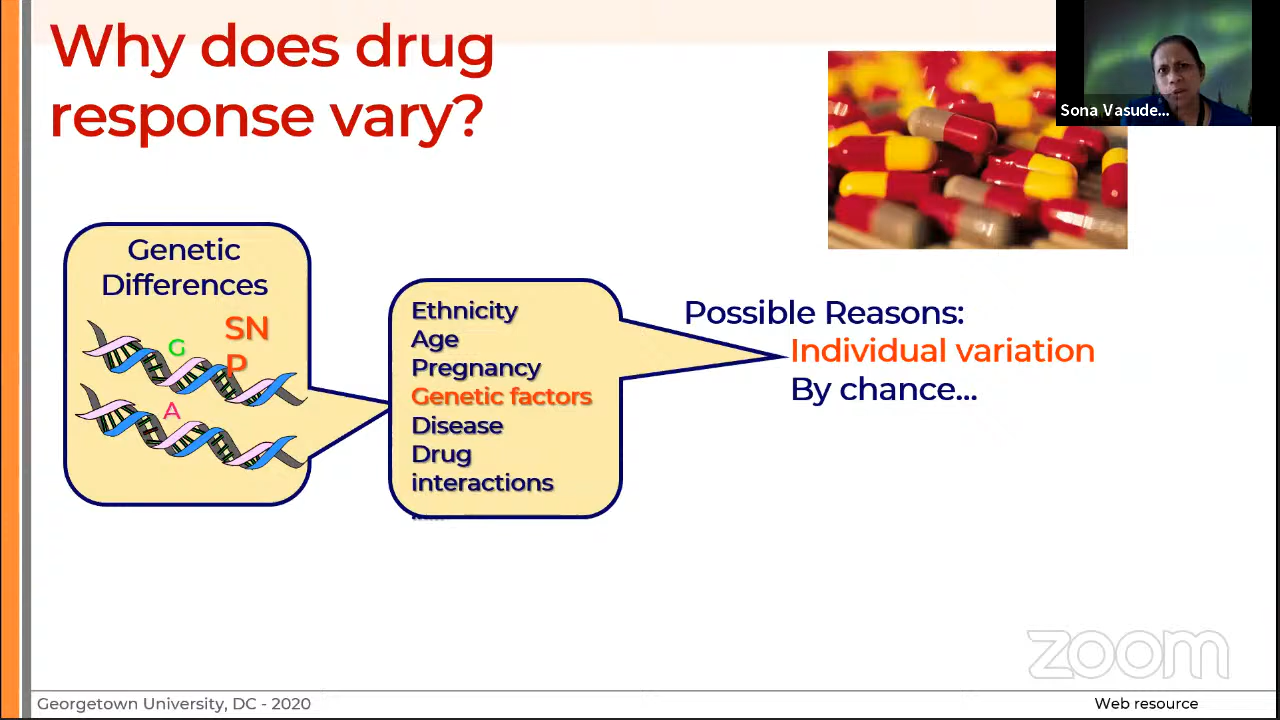 Why does drug
response vary?
Sona Vasude...
Genetic
Differences
SN
P
G
A
Ethnicity
Age
Pregnancy
Genetic factors
Disease
Drug
interactions
......
Possible Reasons:
Individual variation
By chance...
zoom
Georgetown University, DC - 2020
Web resource